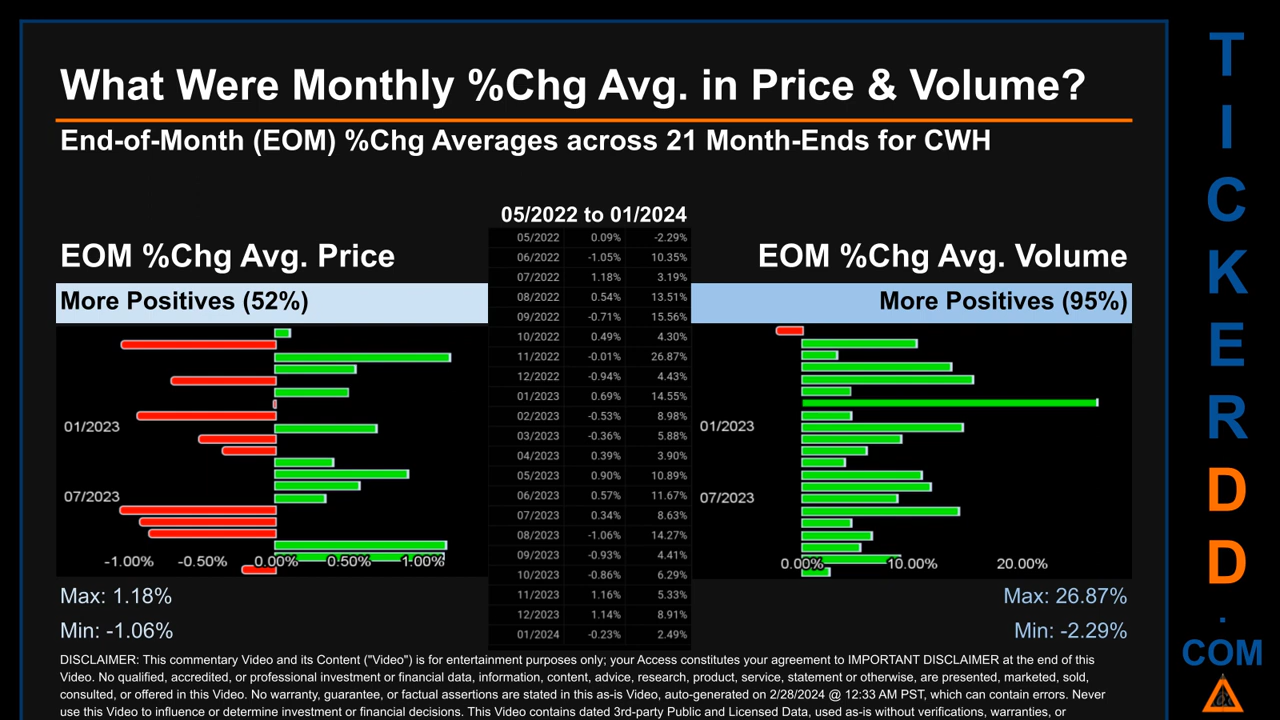 What Were Monthly %Chg Avg. in Price & Volume?
End-of-Month (EOM) %Chg Averages across 21 Month-Ends for CWH
05/2022 to 01/2024
EOM %Chg Avg. Price
More Positives (52%)
01/2023
07/2023
-1.00% -0.50% 0.00% 0.50% 1.00%
Max: 1.18%
Min: -1.06%
05/2022 0.09% -2.29%
06/2022 -1.05% 10.35%
07/2022 1.18% 3.19%
08/2022 0.54% 13.51%
09/2022 -0.71% 15.56%
10/2022 0.49% 4.30%
11/2022 -0.01% 26.87%
12/2022 -0.94% 4.43%
01/2023 0.69% 14.55%
02/2023 -0.53% 8.98%
03/2023 -0.36% 5.88%
04/2023 0.39% 3.90%
05/2023 0.90% 10.89%
06/2023 0.57% 11.67%
07/2023 0.34% 8.63%
08/2023 -1.06% 14.27%
09/2023 -0.93% 4.41%
10/2023 -0.86% 6.29%
11/2023 1.16% 5.33%
12/2023 1.14% 8.91%
01/2024 -0.23% 2.49%
EOM %Chg Avg. Volume
More Positives (95%)
01/2023
07/2023
0.00% 10.00% 20.00%
Max: 26.87%
Min: -2.29%
DISCLAIMER: This commentary Video and its Content ("Video") is for entertainment purposes only; your Access constitutes your agreement to IMPORTANT DISCLAIMER at the end of this
Video. No qualified, accredited, or professional investment or financial data, information, content, advice, research, product, service, statement or otherwise, are presented, marketed, sold,
consulted, or offered in this Video. No warranty, guarantee, or factual assertions are stated in this as-is Video, auto-generated on 2/28/2024 @ 12:33 AM PST, which can contain errors. Never
use this Video to influence or determine investment or financial decisions. This Video contains dated 3rd-party Public and Licensed Data, used as-is without verifications, warranties, or
T
I
C
K
E
R
D
D
.
COM